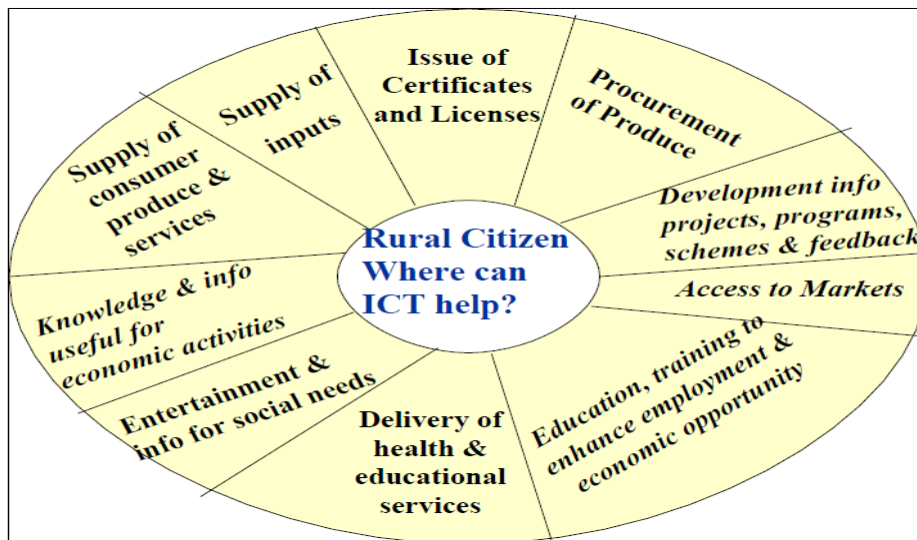 Issue of
Certificates
and Licenses
Procurement
of Produce
Development info
projects, programs,
schemes & feedback
Access to Markets
Education, training to
enhance employment &
economic opportunity
Delivery of
health &
educational
services
Entertainment &
info for social needs
Knowledge & info
useful for
economic activities
Supply of
consumer
produce &
services
Supply of
inputs
Rural Citizen
Where can
ICT help?